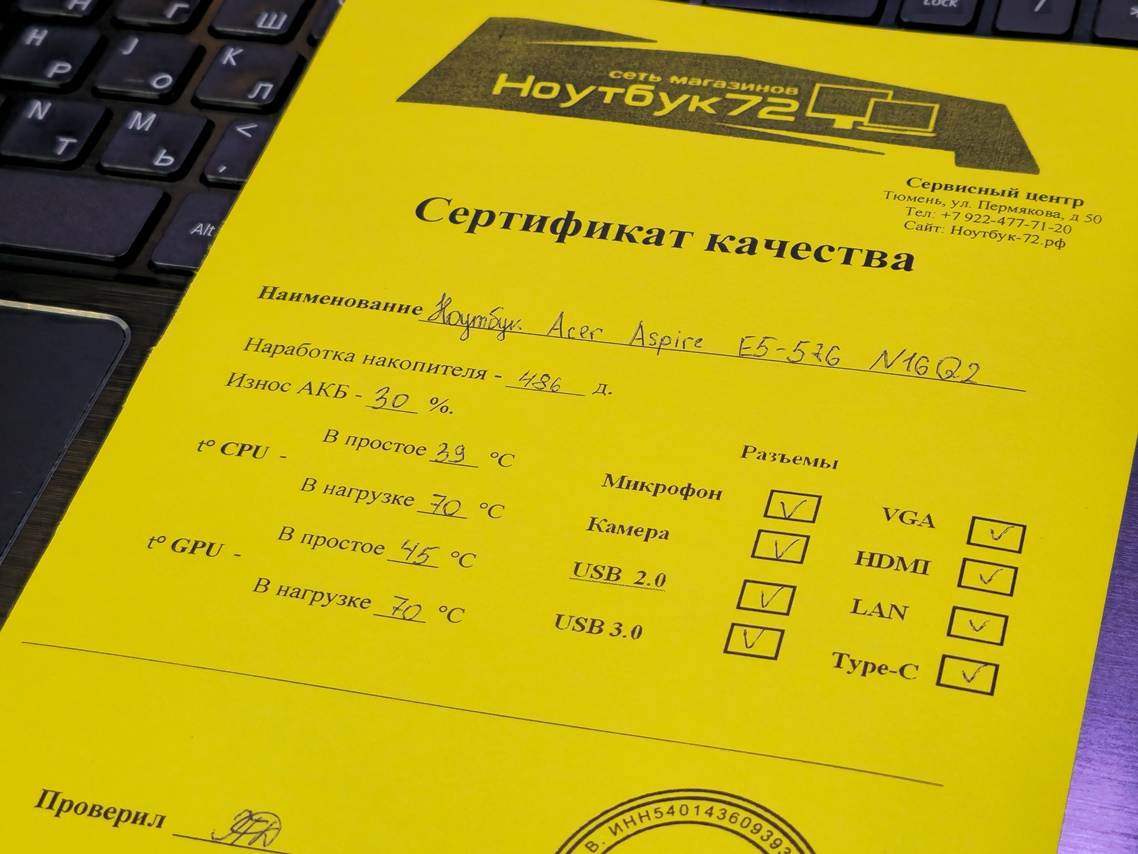 сеть магазинов
Ноутбук72
Сервисный центр
Тюмень, ул. Пермякова, д 50
Тел: +7 922-477-71-20
Сайт: Ноутбук-72.рф
Сертификат качества
Наименование Ноутбук. Acer Aspire E5-576 N16Q2
Наработка накопителя - 486 д.
Износ АКБ - 30 %.
t° CPU -
В простое 39 °C
В нагрузке 70 °C
t° GPU -
В простое 45 °C
В нагрузке 70 °C
Разъемы
Микрофон
Камера
USB 2.0
USB 3.0
VGA
HDMI
LAN
Type-C
Проверил
В. ИНН540143609393
Н Р
J О
К Л
Г
Ш
N Т
M Ь
< ,
Alt
Lock